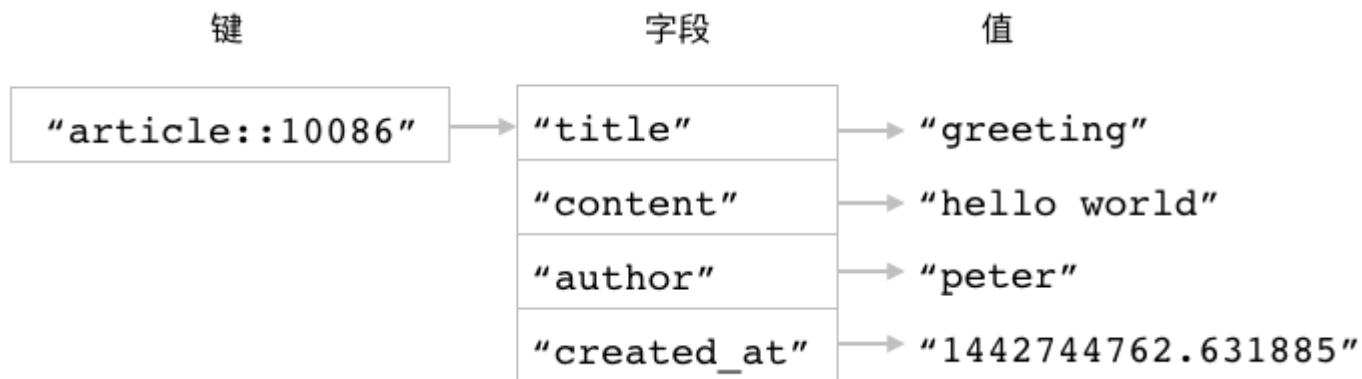 键 字段 值
“article::10086” “title” “greeting”
“content” “hello world”
“author” “peter”
“created_at” “1442744762.631885”